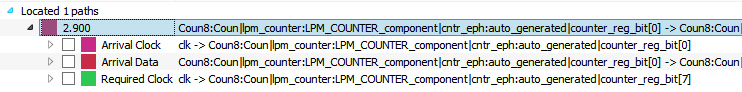 Located 1 paths
2.900 Coun8:Coun|lpm_counter:LPM_COUNTER_component|cntr_eph:auto_generated|counter_reg_bit[0] -> Coun8:Coun|
Arrival Clock clk -> Coun8:Coun|lpm_counter:LPM_COUNTER_component|cntr_eph:auto_generated|counter_reg_bit[0]
Arrival Data Coun8:Coun|lpm_counter:LPM_COUNTER_component|cntr_eph:auto_generated|counter_reg_bit[0] -> Coun8:Coun|
Required Clock clk -> Coun8:Coun|lpm_counter:LPM_COUNTER_component|cntr_eph:auto_generated|counter_reg_bit[7]